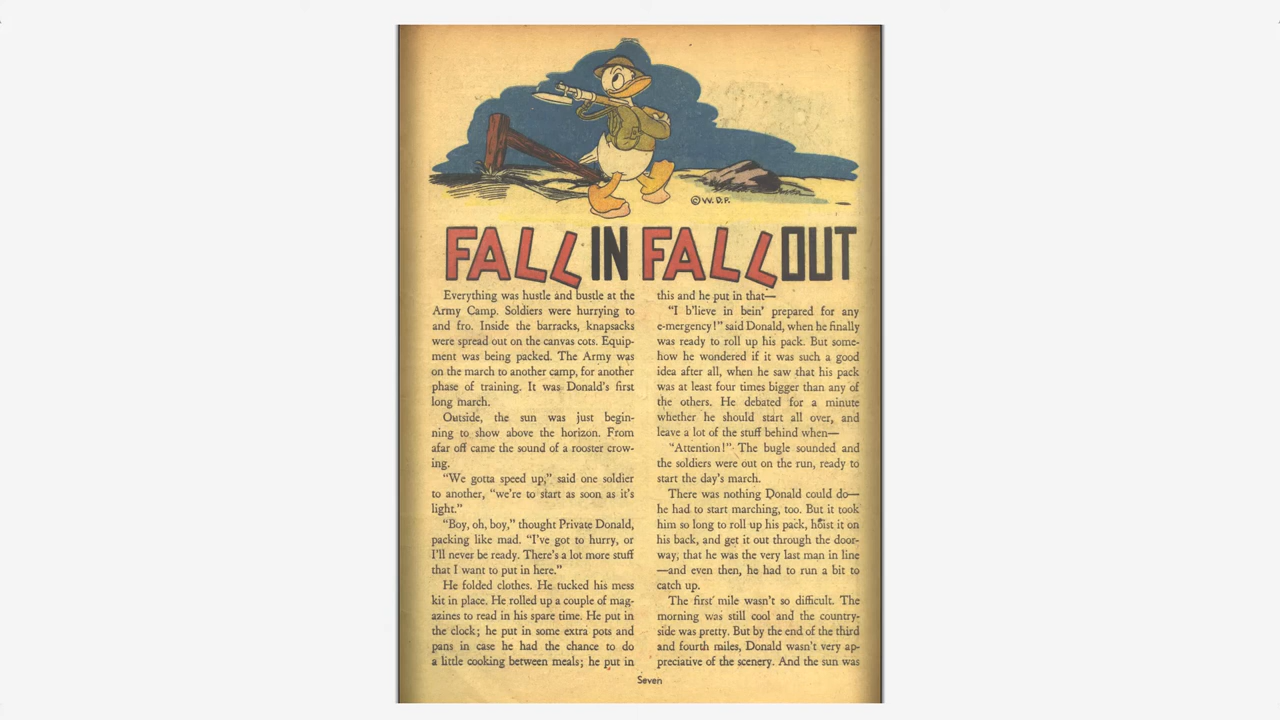 © W. D. P.
FALL IN FALL OUT
Everything was hustle and bustle at the
Army Camp. Soldiers were hurrying to
and fro. Inside the barracks, knapsacks
were spread out on the canvas cots. Equip-
ment was being packed. The Army was
on the march to another camp, for another
phase of training. It was Donald's first
long march.
Outside, the sun was just begin-
ning to show above the horizon. From
afar off came the sound of a rooster crow-
ing.
"We gotta speed up," said one soldier
to another, "we're to start as soon as it's
light."
"Boy, oh, boy," thought Private Donald,
packing like mad. "I've got to hurry, or
I'll never be ready. There's a lot more stuff
that I want to put in here."
He folded clothes. He tucked his mess
kit in place. He rolled up a couple of mag-
azines to read in his spare time. He put in
the clock; he put in some extra pots and
pans in case he had the chance to do
a little cooking between meals; he put in
this and he put in that—
"I b'lieve in bein' prepared for any
e-mergency!" said Donald, when he finally
was ready to roll up his pack. But some-
how he wondered if it was such a good
idea after all, when he saw that his pack
was at least four times bigger than any of
the others. He debated for a minute
whether he should start all over, and
leave a lot of the stuff behind when—
"Attention!" The bugle sounded and
the soldiers were out on the run, ready to
start the day's march.
There was nothing Donald could do—
he had to start marching, too. But it took
him so long to roll up his pack, hoist it on
his back, and get it out through the door-
way, that he was the very last man in line
—and even then, he had to run a bit to
catch up.
The first mile wasn't so difficult. The
morning was still cool and the country-
side was pretty. But by the end of the third
and fourth miles, Donald wasn't very ap-
preciative of the scenery. And the sun was
Seven